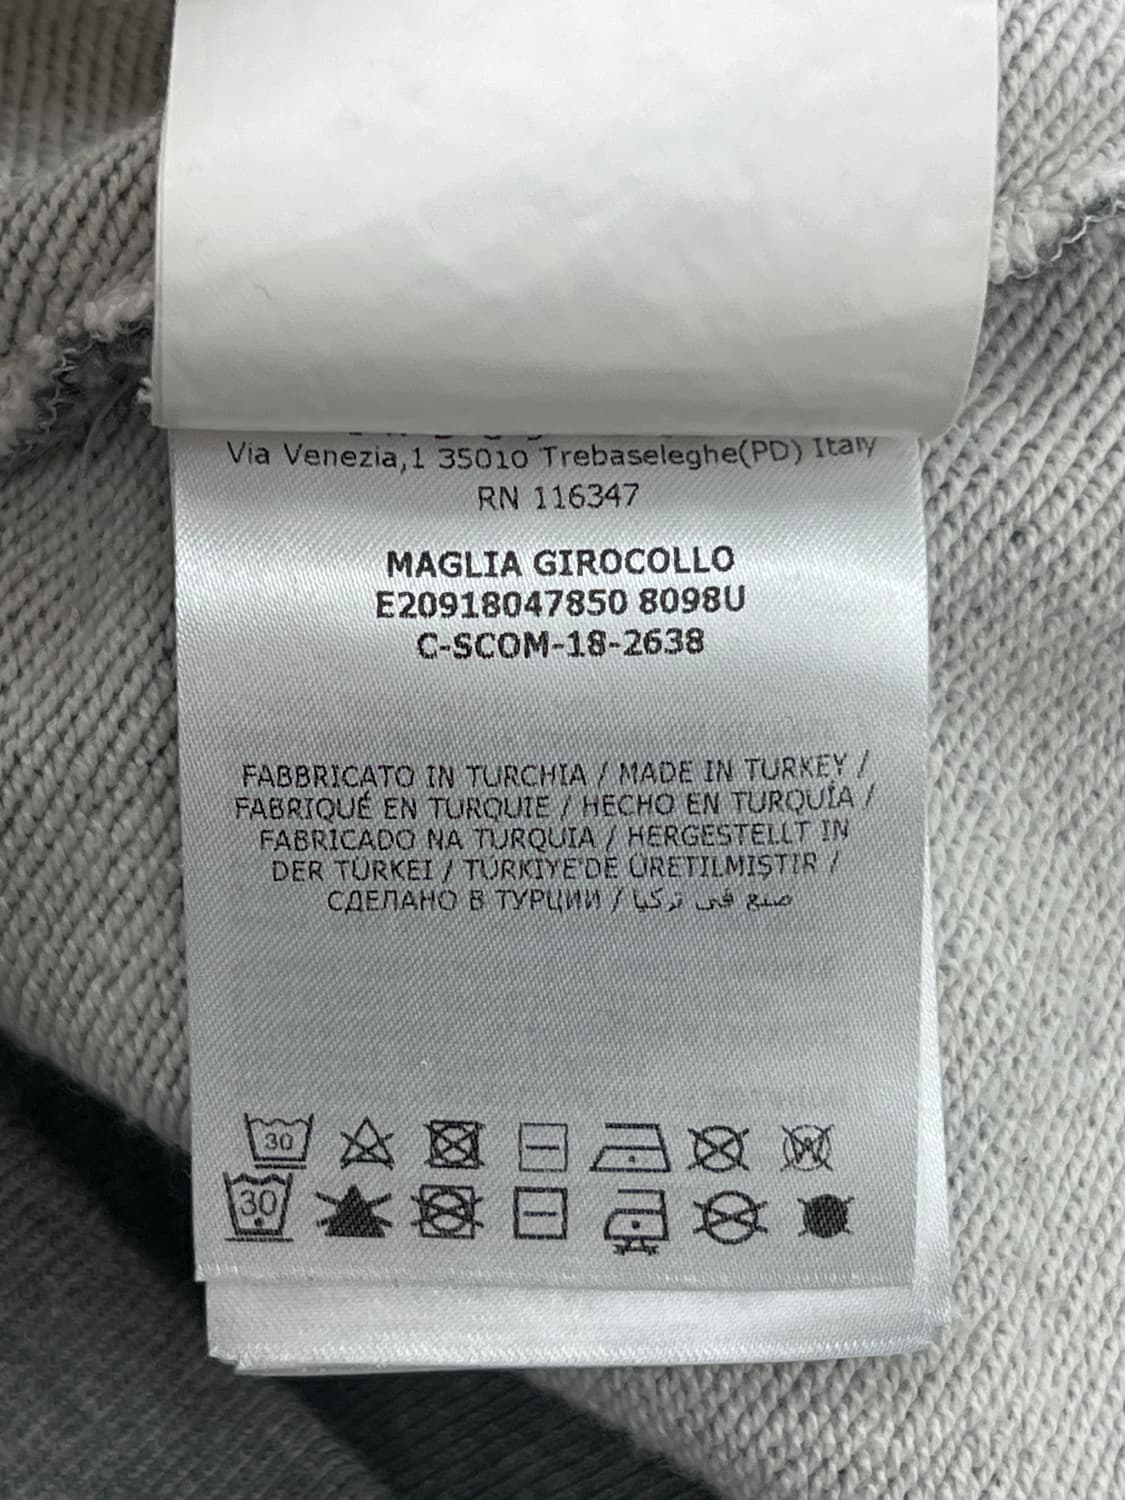 Via Venezia,1 35010 Trebaseleghe(PD) Italy
RN 116347
MAGLIA GIROCOLLO
E20918047850 8098U
C-SCOM-18-2638
FABBRICATO IN TURCHIA / MADE IN TURKEY /
FABRIQUÉ EN TURQUIE / HECHO EN TURQUÍA /
FABRICADO NA TURQUIA / HERGESTELLT IN
DER TÜRKEI / TÜRKIYE'DE ÜRETILMIŞTIR /
СДЕЛАНО В ТУРЦИИ / صنع في تركيا
30
W
30